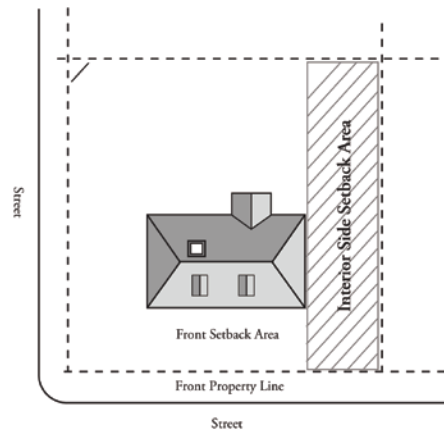 Street
Interior Side Setback Area
Front Setback Area
Front Property Line
Street